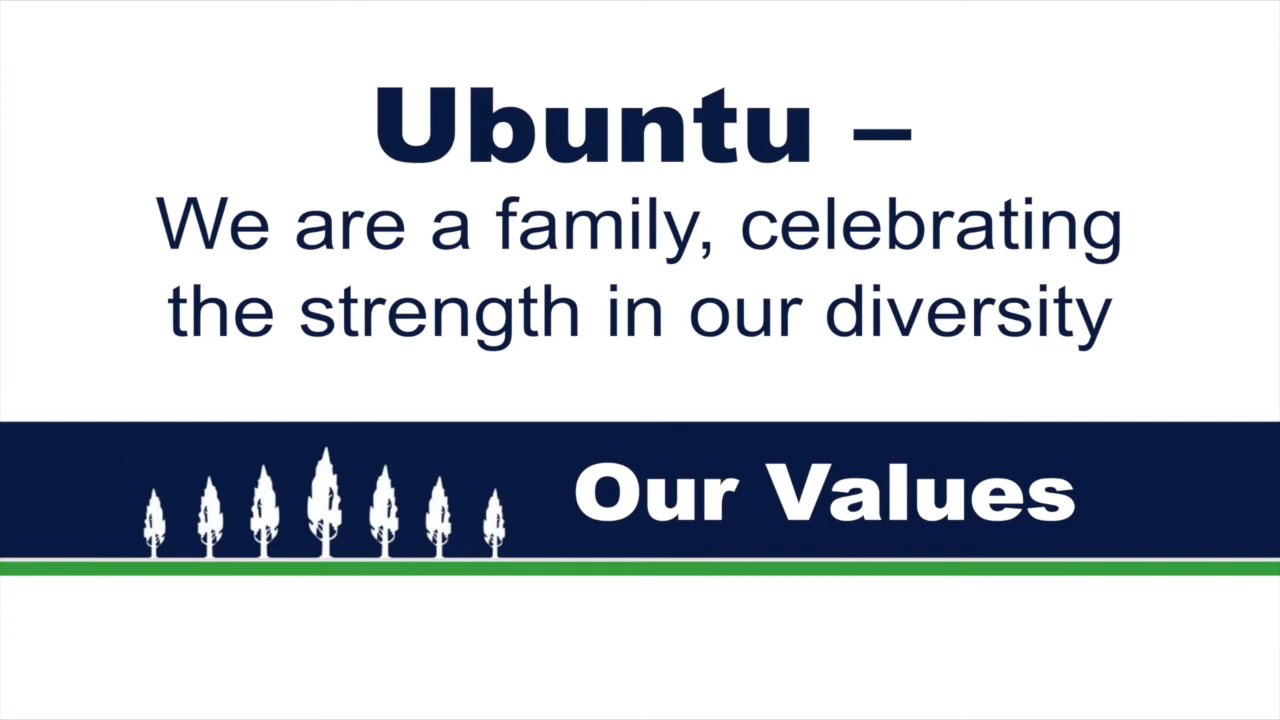 Ubuntu –
We are a family, celebrating
the strength in our diversity
Our Values